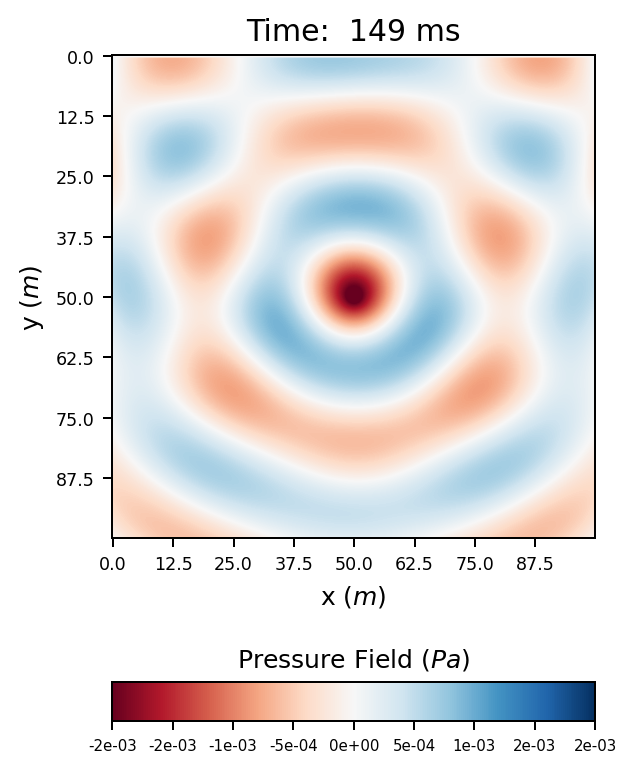 Time:  149 ms
y (m)
0.0
12.5
25.0
37.5
50.0
62.5
75.0
87.5
0.0 12.5 25.0 37.5 50.0 62.5 75.0 87.5
x (m)
Pressure Field (Pa)
-2e-03 -2e-03 -1e-03 -5e-04 0e+00 5e-04 1e-03 2e-03 2e-03